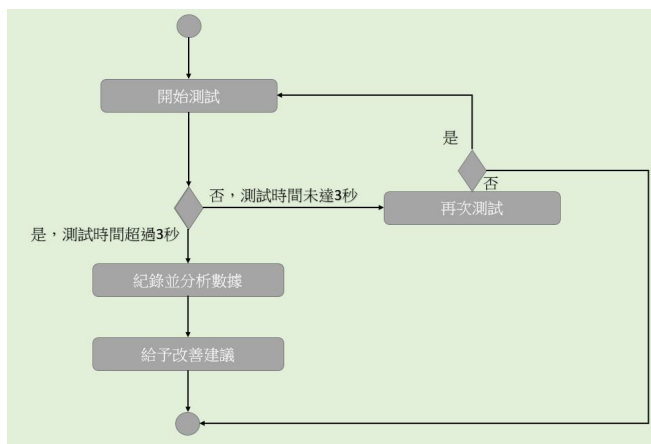 開始測試
是
否，測試時間未達3秒
否
再次測試
是，測試時間超過3秒
紀錄並分析數據
給予改善建議